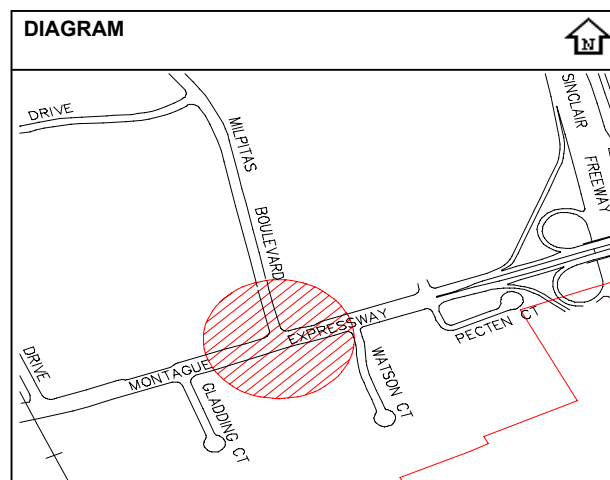 DIAGRAM
N
DRIVE
MILPITAS
BOULEVARD
SINCLAIR
FREEWAY
MONTAGUE
EXPRESSWAY
PECTEN CT
WATSON CT
GLADDING CT
DRIVE